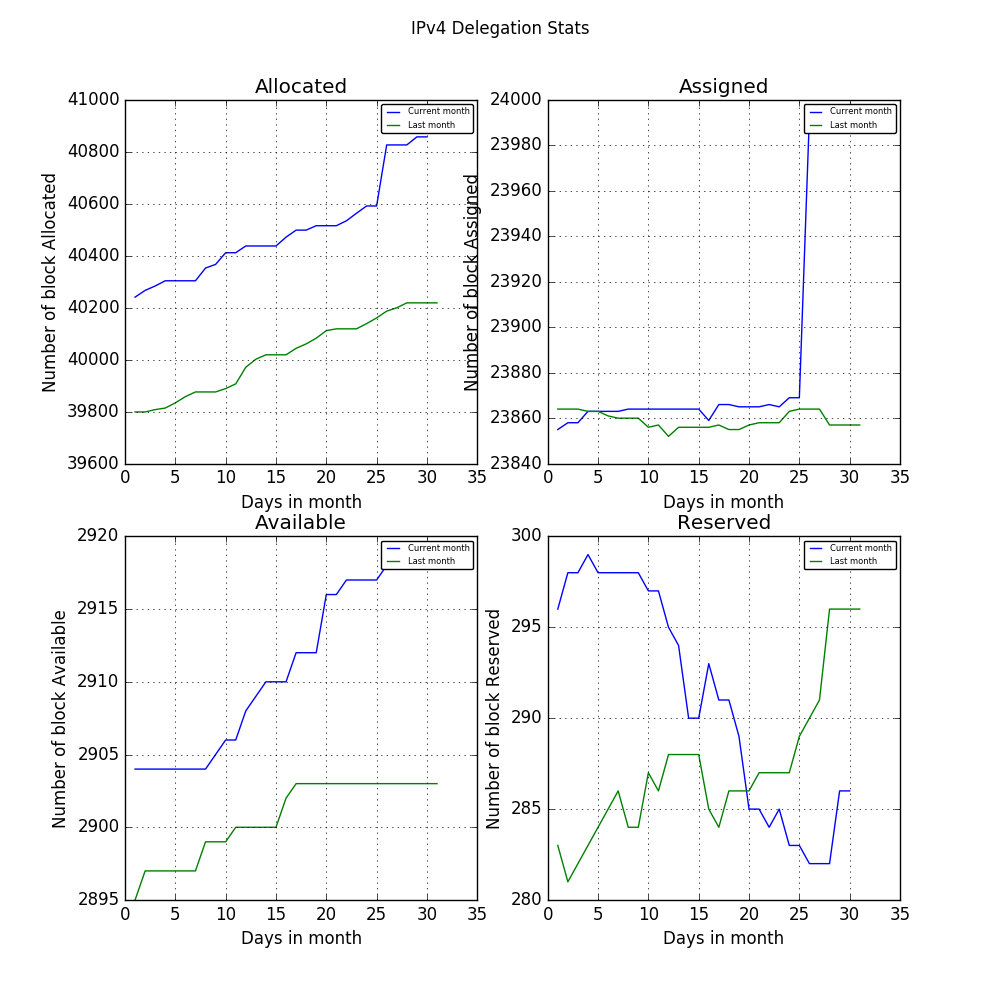 IPv4 Delegation Stats
Allocated
41000
40800
40600
40400
40200
40000
39800
39600
Number of block Allocated
0 5 10 15 20 25 30 35
Days in month
Current month
Last month
Assigned
24000
23980
23960
23940
23920
23900
23880
23860
23840
Number of block Assigned
0 5 10 15 20 25 30 35
Days in month
Current month
Last month
Available
2920
2915
2910
2905
2900
2895
Number of block Available
0 5 10 15 20 25 30 35
Days in month
Current month
Last month
Reserved
300
295
290
285
280
Number of block Reserved
0 5 10 15 20 25 30 35
Days in month
Current month
Last month